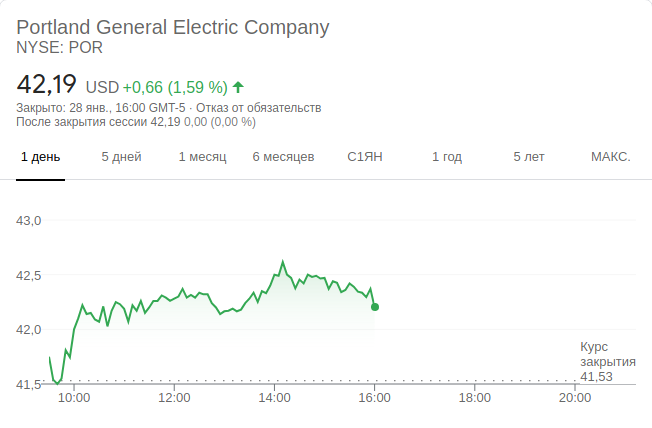 Portland General Electric Company
NYSE: POR
42,19 USD +0,66 (1,59 %)
Закрыто: 28 янв., 16:00 GMT-5 · Отказ от обязательств
После закрытия сессии 42,19 0,00 (0,00 %)
1 день 5 дней 1 месяц 6 месяцев С1ЯН 1 год 5 лет МАКС.
43,0
42,5
42,0
Курс
закрытия
41,53
41,5
10:00 12:00 14:00 16:00 18:00 20:00